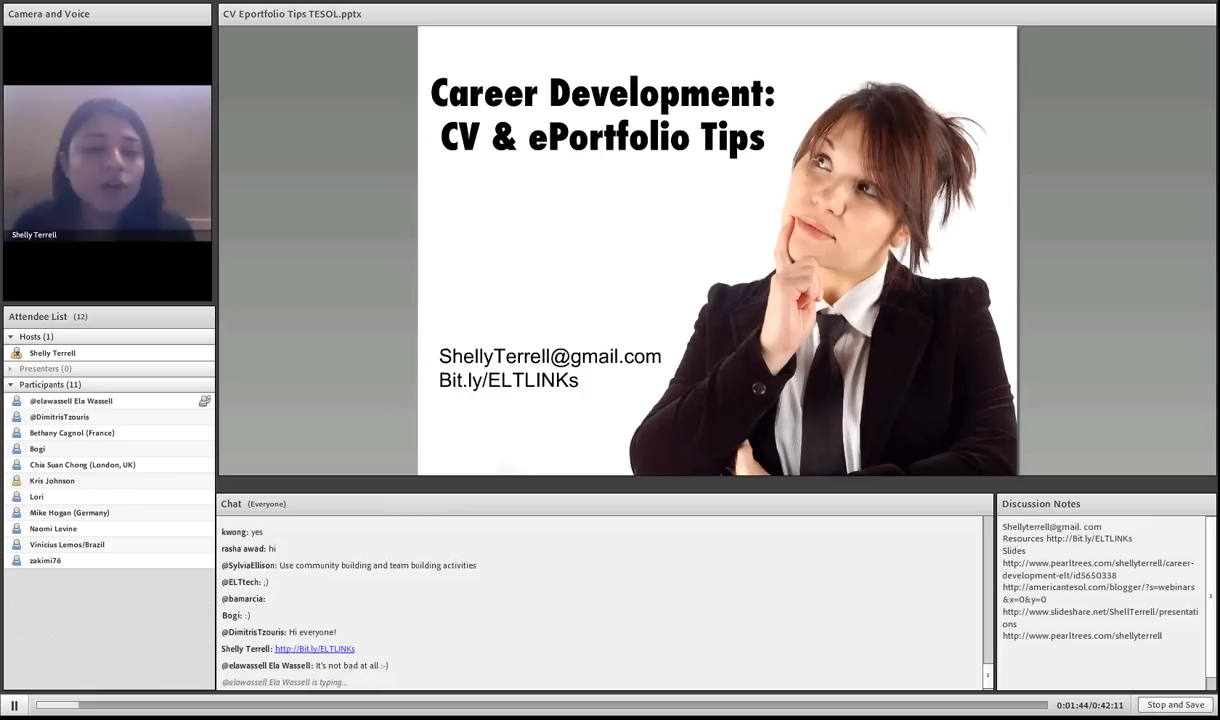 Camera and Voice
Shelly Terrell
Attendee List (12)
Hosts (1)
Shelly Terrell
Presenters (0)
Participants (11)
@elawassell Ela Wassell
@DimitrisTzouris
Bethany Cagnol (France)
Bogi
Chia Suan Chong (London, UK)
Kris Johnson
Lori
Mike Hogan (Germany)
Naomi Levine
Vinicius Lemos/Brazil
zakimi76
CV Eportfolio Tips TESOL.pptx
Career Development:
CV & ePortfolio Tips
ShellyTerrell@gmail.com
Bit.ly/ELTLINKs
Chat (Everyone)
kwong: yes
rasha awad: hi
@SylviaEllison: Use community building and team building activities
@ELTtech: ;)
@bamarcia:
Bogi: :)
@DimitrisTzouris: Hi everyone!
Shelly Terrell: http://Bit.ly/ELTLINKs
@elawassell Ela Wassell: It's not bad at all :-)
@elawassell Ela Wassell is typing...
Discussion Notes
Shellyterrell@gmail. com
Resources http://Bit.ly/ELTLINKs
Slides
http://www.pearltrees.com/shellyterrell/career-
development-elt/id5650338
http://americantesol.com/blogger/?s=webinars
&x=0&y=0
http://www.slideshare.net/ShellTerrell/presentati
ons
http://www.pearltrees.com/shellyterrell
0:01:44/0:42:11
Stop and Save